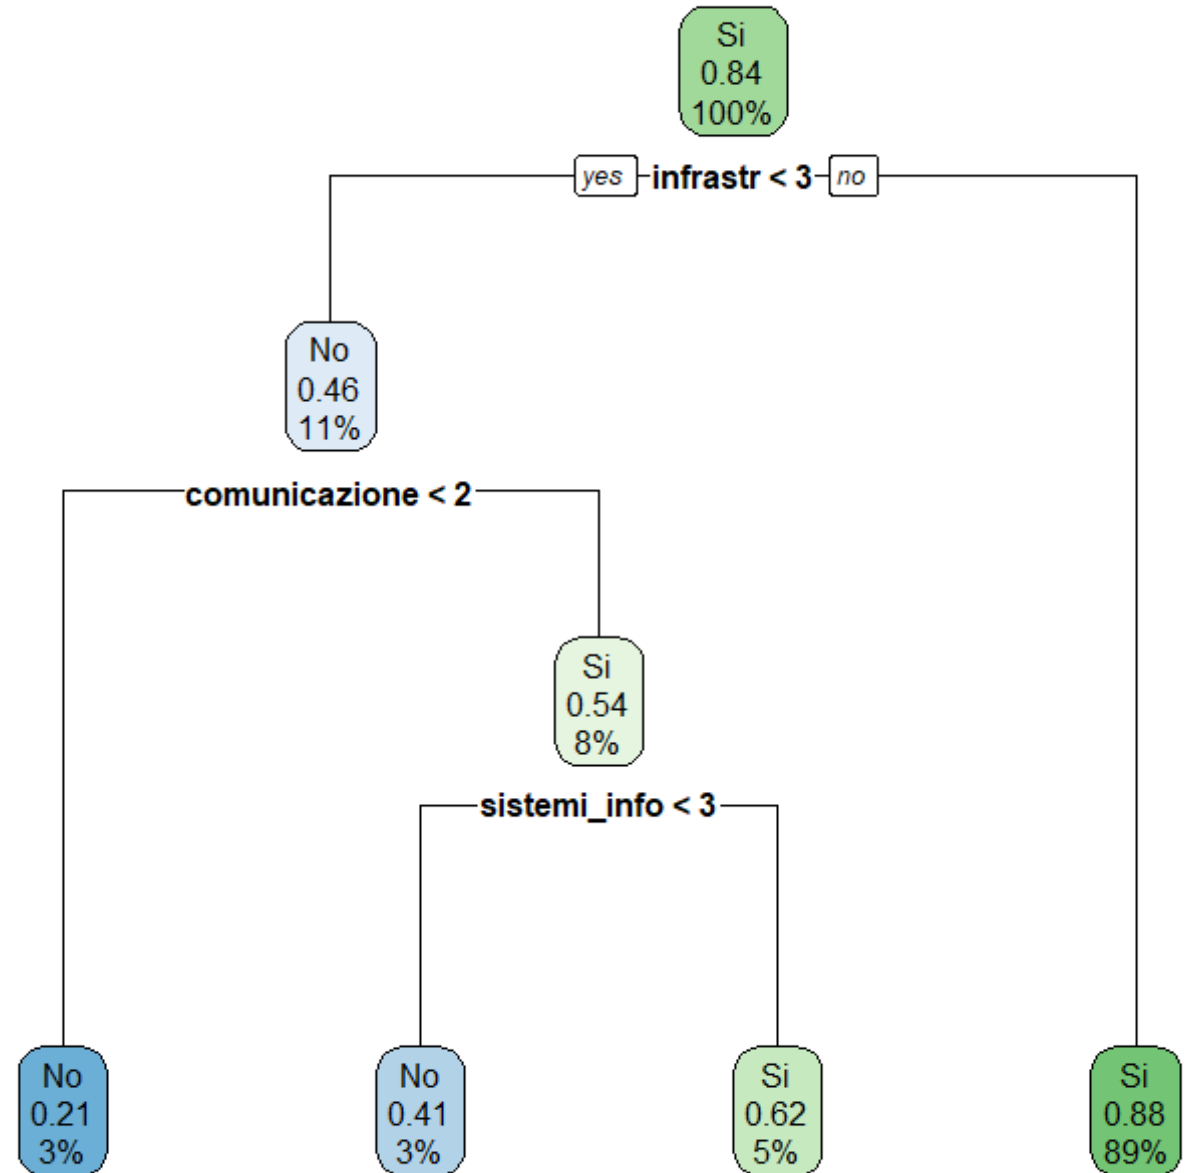 Si
0.84
100%
yes infrastr < 3 no
No
0.46
11%
comunicazione < 2
Si
0.54
8%
sistemi_info < 3
No
0.21
3%
No
0.41
3%
Si
0.62
5%
Si
0.88
89%